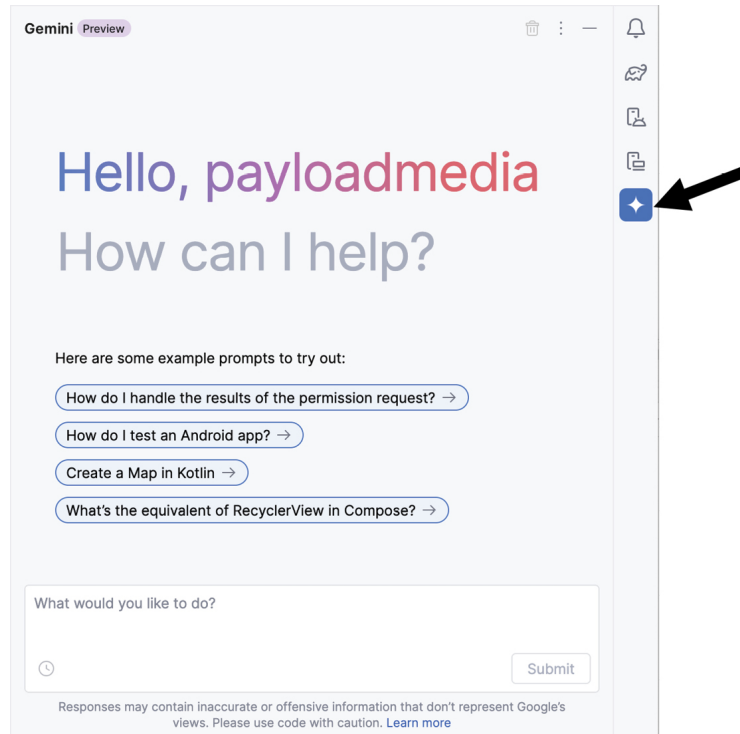 Gemini Preview
Hello, payloadmedia
How can I help?
Here are some example prompts to try out:
How do I handle the results of the permission request? →
How do I test an Android app? →
Create a Map in Kotlin →
What's the equivalent of RecyclerView in Compose? →
What would you like to do?
Submit
Responses may contain inaccurate or offensive information that don't represent Google's
views. Please use code with caution. Learn more